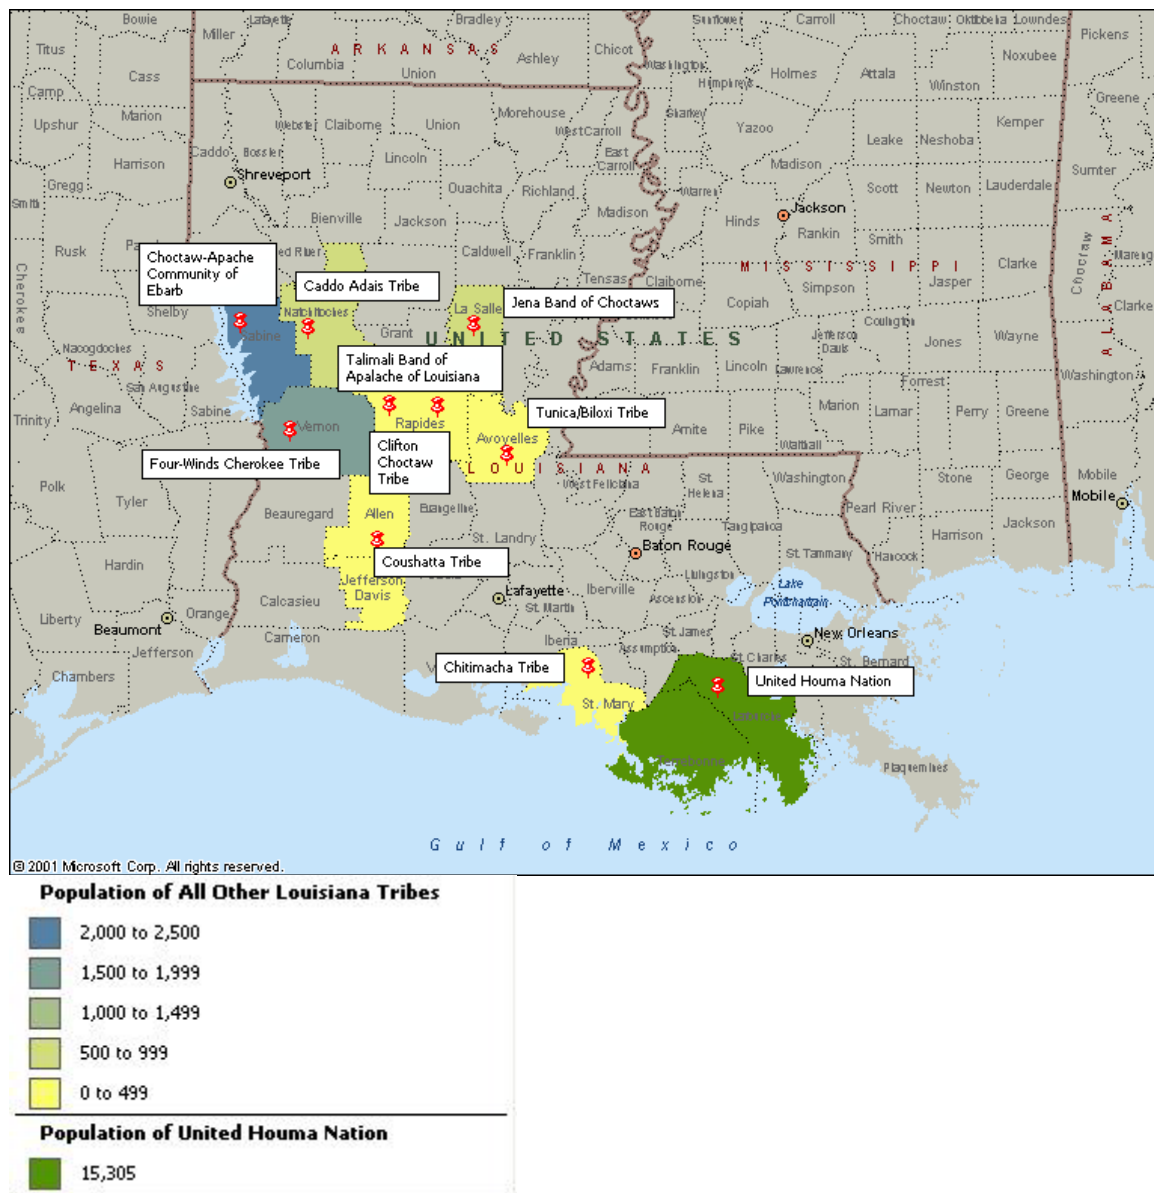 Bowie
Lafayette
Bradley
Sunflower
Carroll
Choctaw
Oktibbeha
Lowndes
Miller
Pickens
Titus
ARKANSAS
Chicot
Noxubee
Columbia
Union
Ashley
Washington
Holmes
Attala
Cass
Humphreys
Winston
Camp
Greene
Marion
Morehouse
Sharkey
Upshur
Webster
Claiborne
Union
West Carroll
Yazoo
Kemper
Leake
Neshoba
Harrison
Caddo
Bossier
Lincoln
East
Carroll
Madison
Sumter
Shreveport
Gregg
Ouachita
Richland
Warren
Scott
Newton
Lauderdale
Smith
Bienville
Jackson
Madison
Hinds
Jackson
Rankin
Smith
ALABAMA
Choctaw
Rusk
Choctaw-Apache
Community of
Ebarb
ed River
Caldwell
Franklin
MISSISSIPPI
Clarke
Marengo
Cherokee
Caddo Adais Tribe
Tensas
Claiborne
Simpson
Jasper
Shelby
Natchitoches
La Salle
Jena Band of Choctaws
Copiah
Clarke
Covington
Sabine
Grant
UNITED STATES
Jefferson
Davis
Jones
Wayne
Nacogdoches
TEXAS
Talimali Band of
Apalache of Louisiana
Adams
Franklin
Lincoln
Lawrence
Washington
San Augustine
Forrest
Angelina
Sabine
Tunica/Biloxi Tribe
Marion
Lamar
Perry
Greene
Trinity
Vernon
Rapides
Avoyelles
Amite
Pike
Walthall
Four-Winds Cherokee Tribe
Clifton
Choctaw
Tribe
LOUISIANA
West Feliciana
St.
Helena
Washington
Stone
George
Mobile
Polk
Tyler
Mobile
Beauregard
Allen
Evangeline
East Baton
Rouge
Tangipahoa
Pearl River
Harrison
Jackson
St. Landry
Baton Rouge
St. Tammany
Hancock
Hardin
Coushatta Tribe
Livingston
Jefferson
Davis
Lafayette
Iberville
Ascension
Lake
Pontchartrain
Calcasieu
St. Martin
Liberty
Orange
Beaumont
Jefferson
Cameron
Iberia
Assumption
St. James
New Orleans
St. Charles
St. Bernard
Chambers
V
Chitimacha Tribe
United Houma Nation
St. Mary
Lafourche
Terrebonne
Plaquemines
Gulf of Mexico
© 2001 Microsoft Corp. All rights reserved.
Population of All Other Louisiana Tribes
2,000 to 2,500
1,500 to 1,999
1,000 to 1,499
500 to 999
0 to 499
Population of United Houma Nation
15,305